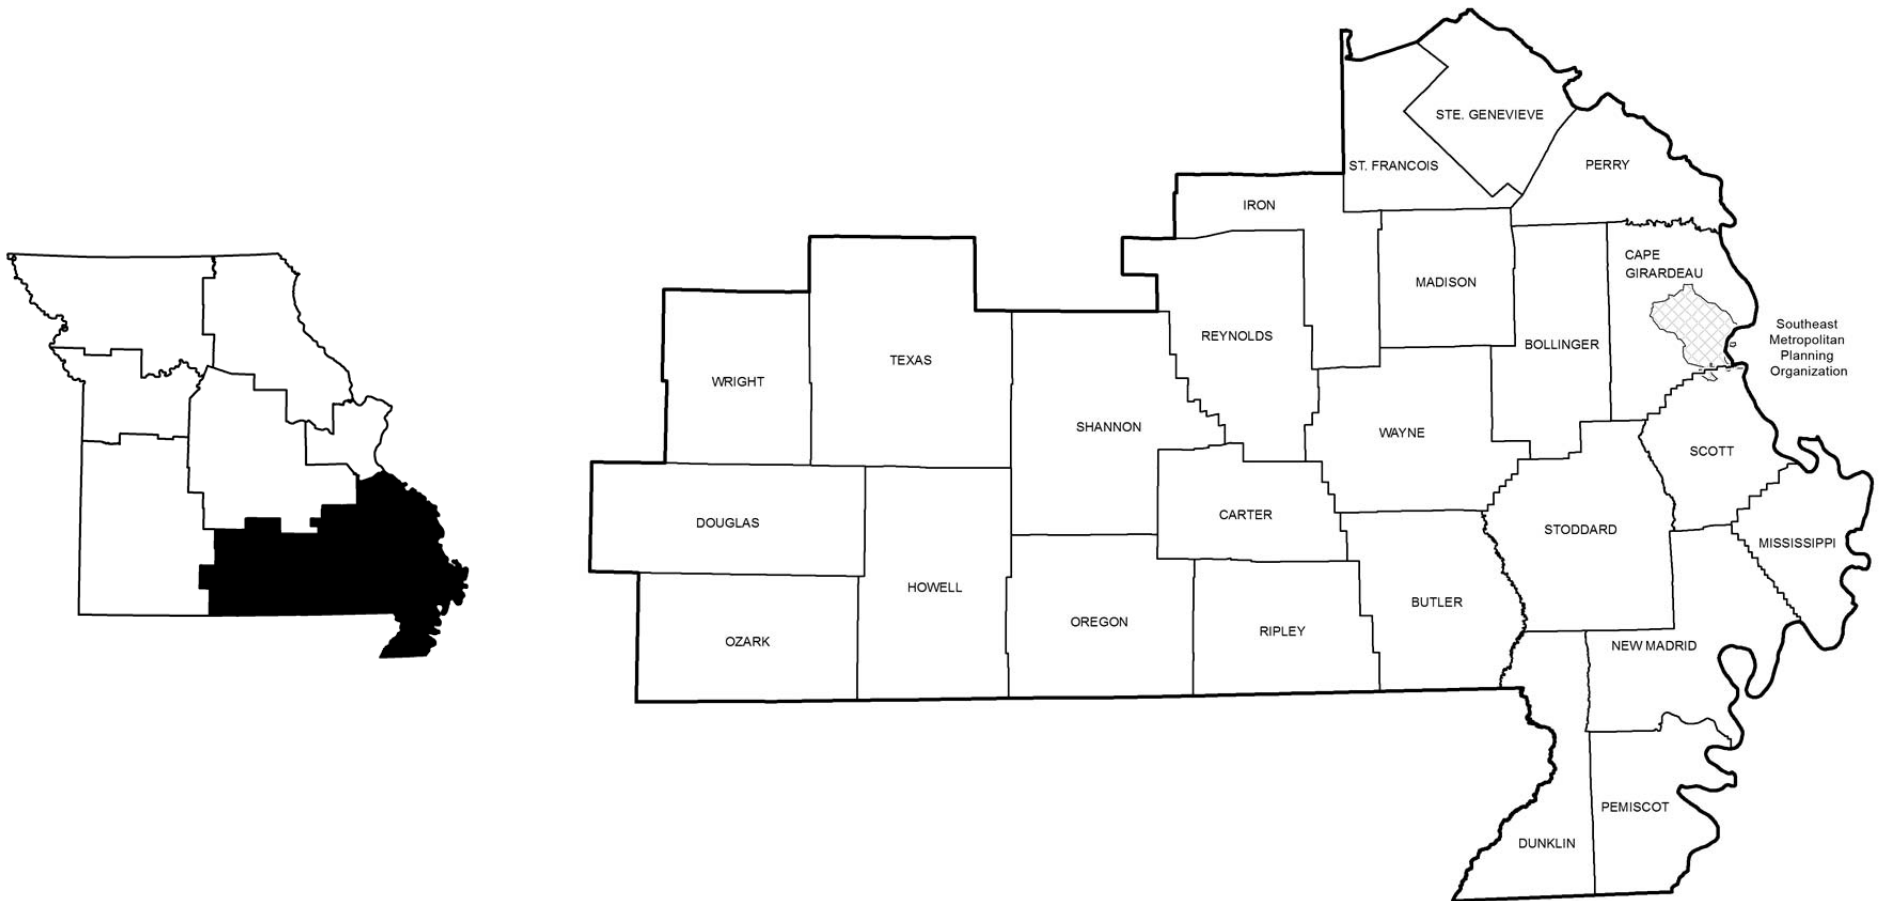 STE. GENEVIEVE
ST. FRANCOIS
PERRY
IRON
CAPE
GIRARDEAU
MADISON
Southeast
Metropolitan
Planning
Organization
REYNOLDS
BOLLINGER
TEXAS
WRIGHT
SHANNON
WAYNE
SCOTT
CARTER
DOUGLAS
STODDARD
MISSISSIPPI
HOWELL
BUTLER
OREGON
RIPLEY
OZARK
NEW MADRID
PEMISCOT
DUNKLIN